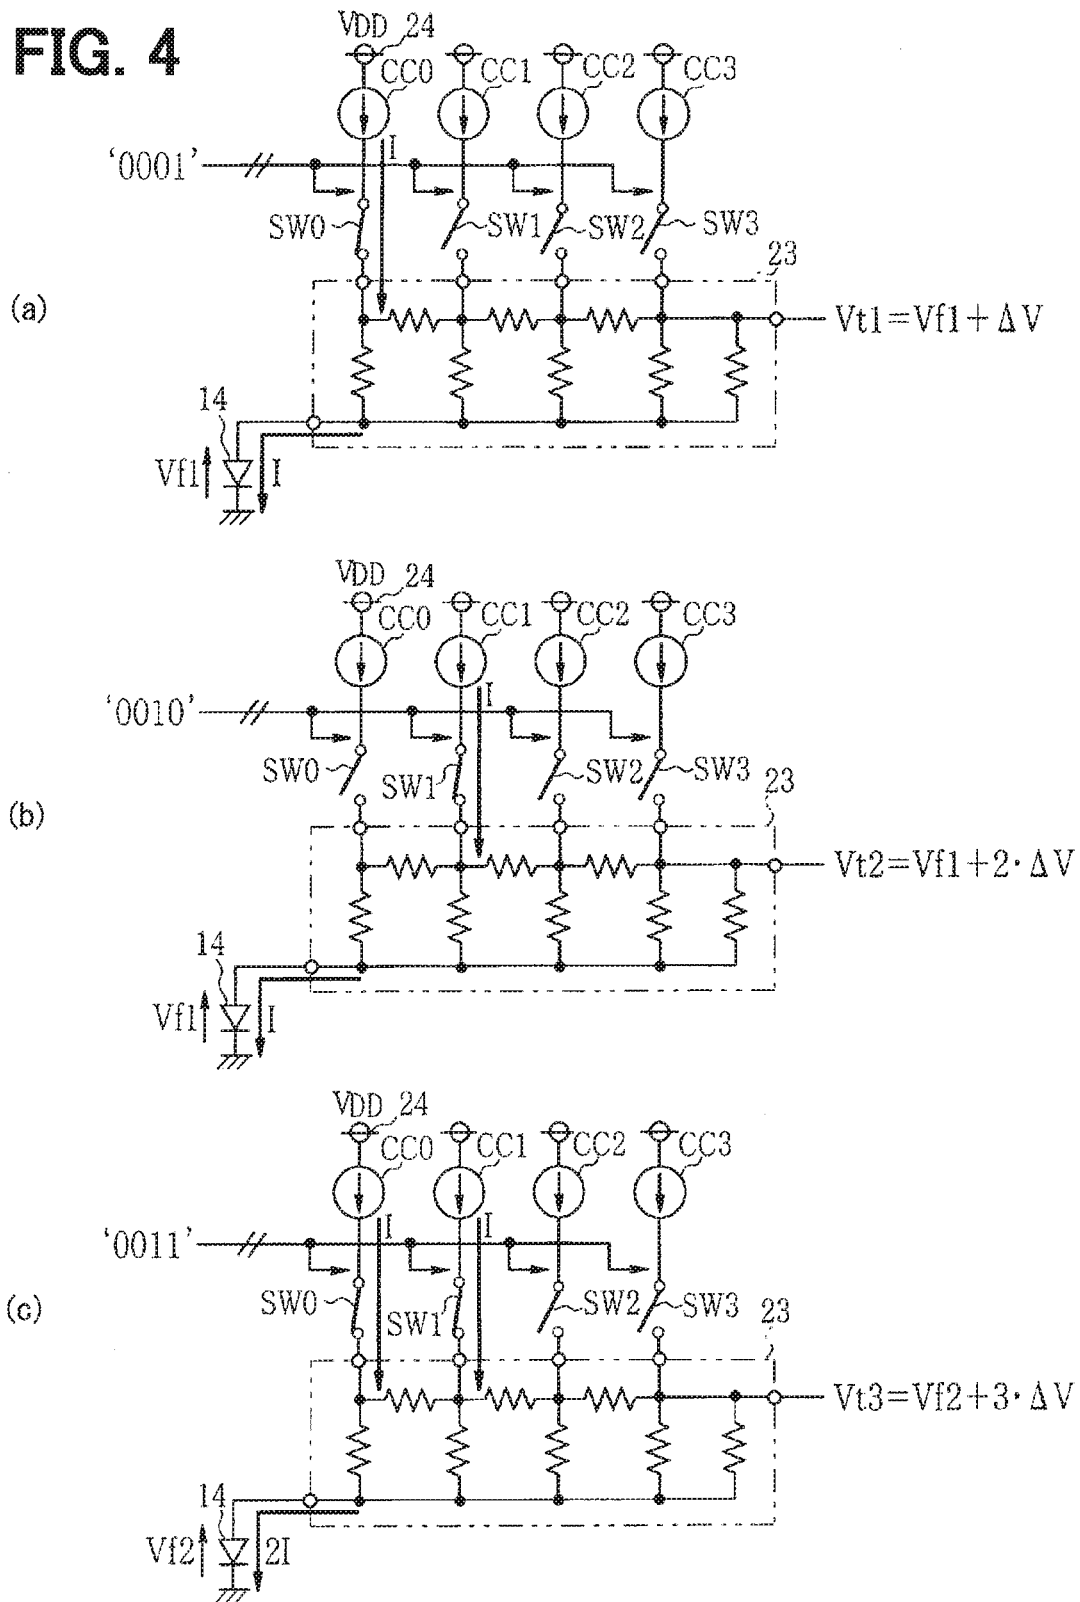 FIG. 4
VDD 24
CC0 CC1 CC2 CC3
'0001'
I
SW0 SW1 SW2 SW3
23
(a)
Vt1=Vf1+ΔV
14
Vf1 I
VDD 24
CC0 CC1 CC2 CC3
'0010'
I
SW0 SW1 SW2 SW3
23
(b)
Vt2=Vf1+2·ΔV
14
Vf1 I
VDD 24
CC0 CC1 CC2 CC3
'0011'
I I
SW0 SW1 SW2 SW3
23
(c)
Vt3=Vf2+3·ΔV
14
Vf2 2I